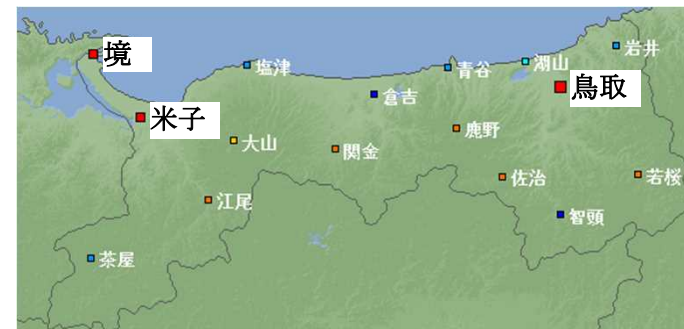 境
岩井
塩津
青谷
湖山
鳥取
倉吉
米子
大山
関金
鹿野
佐治
若桜
江尾
智頭
茶屋